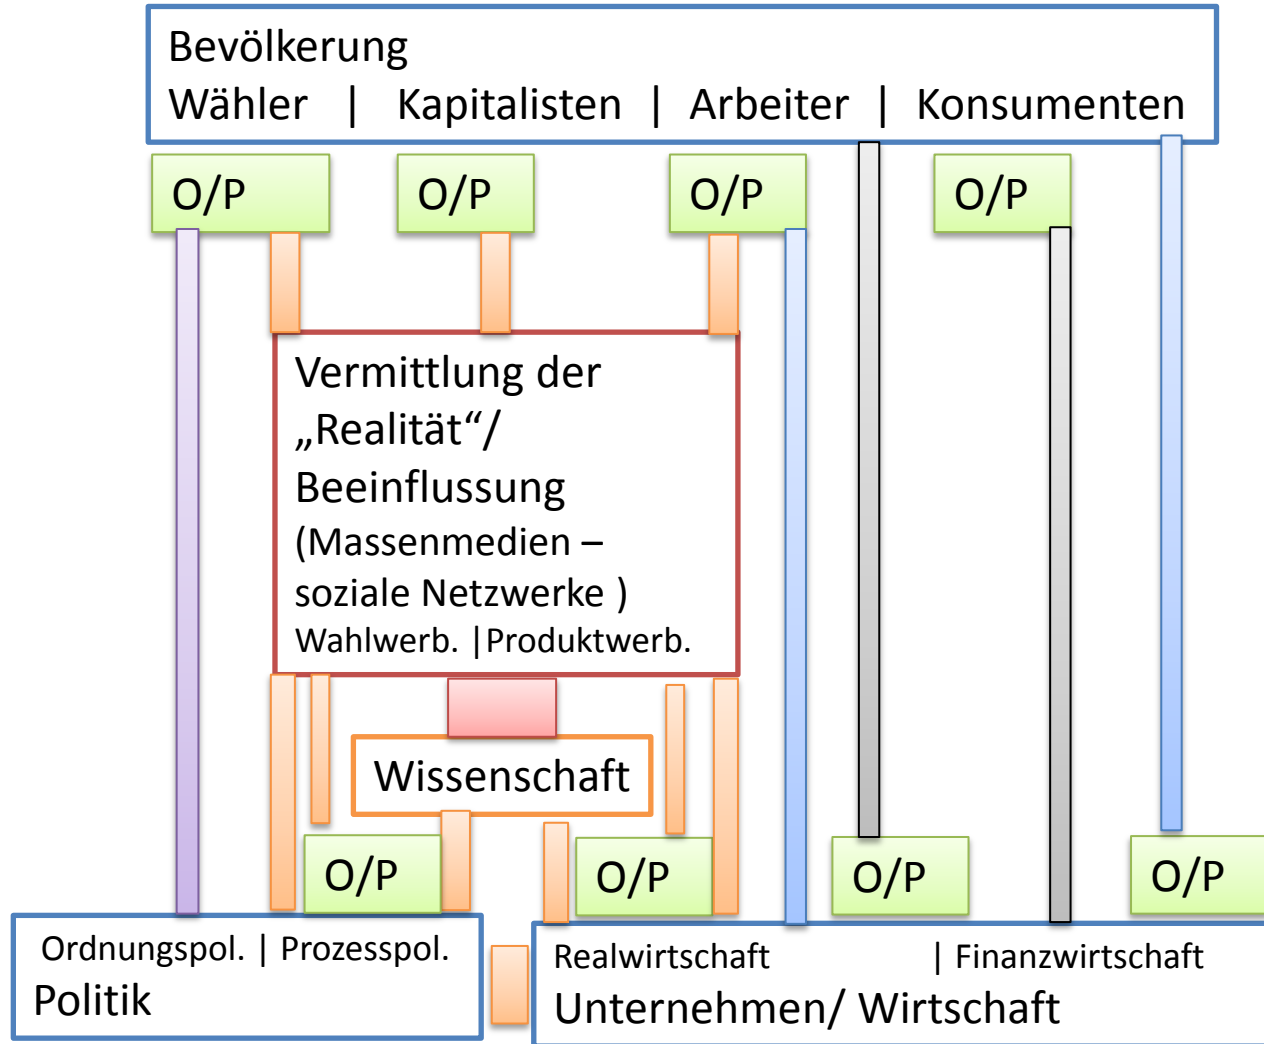 Bevölkerung
Wähler | Kapitalisten | Arbeiter | Konsumenten
O/P O/P O/P O/P
Vermittlung der
„Realität“/
Beeinflussung
(Massenmedien –
soziale Netzwerke )
Wahlwerb. |Produktwerb.
Wissenschaft
O/P O/P O/P O/P
Ordnungspol. | Prozesspol.
Politik
Realwirtschaft | Finanzwirtschaft
Unternehmen/ Wirtschaft